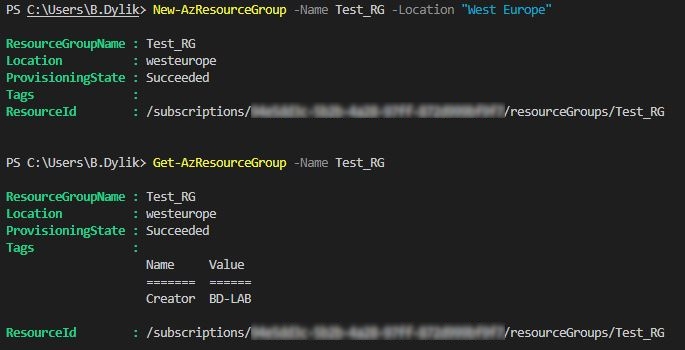 PS C:\Users\B.Dylik> New-AzResourceGroup -Name Test_RG -Location "West Europe"
ResourceGroupName : Test_RG
Location          : westeurope
ProvisioningState : Succeeded
Tags              :
ResourceId        : /subscriptions/ /resourceGroups/Test_RG
PS C:\Users\B.Dylik> Get-AzResourceGroup -Name Test_RG
ResourceGroupName : Test_RG
Location          : westeurope
ProvisioningState : Succeeded
Tags              :
                    Name     Value
                    =======  ======
                    Creator  BD-LAB
ResourceId        : /subscriptions/ /resourceGroups/Test_RG